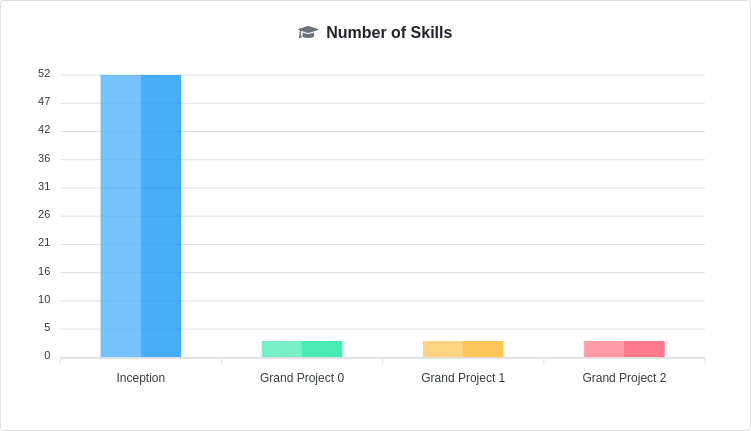 Number of Skills
52
47
42
36
31
26
21
16
10
5
0
Inception
Grand Project 0
Grand Project 1
Grand Project 2